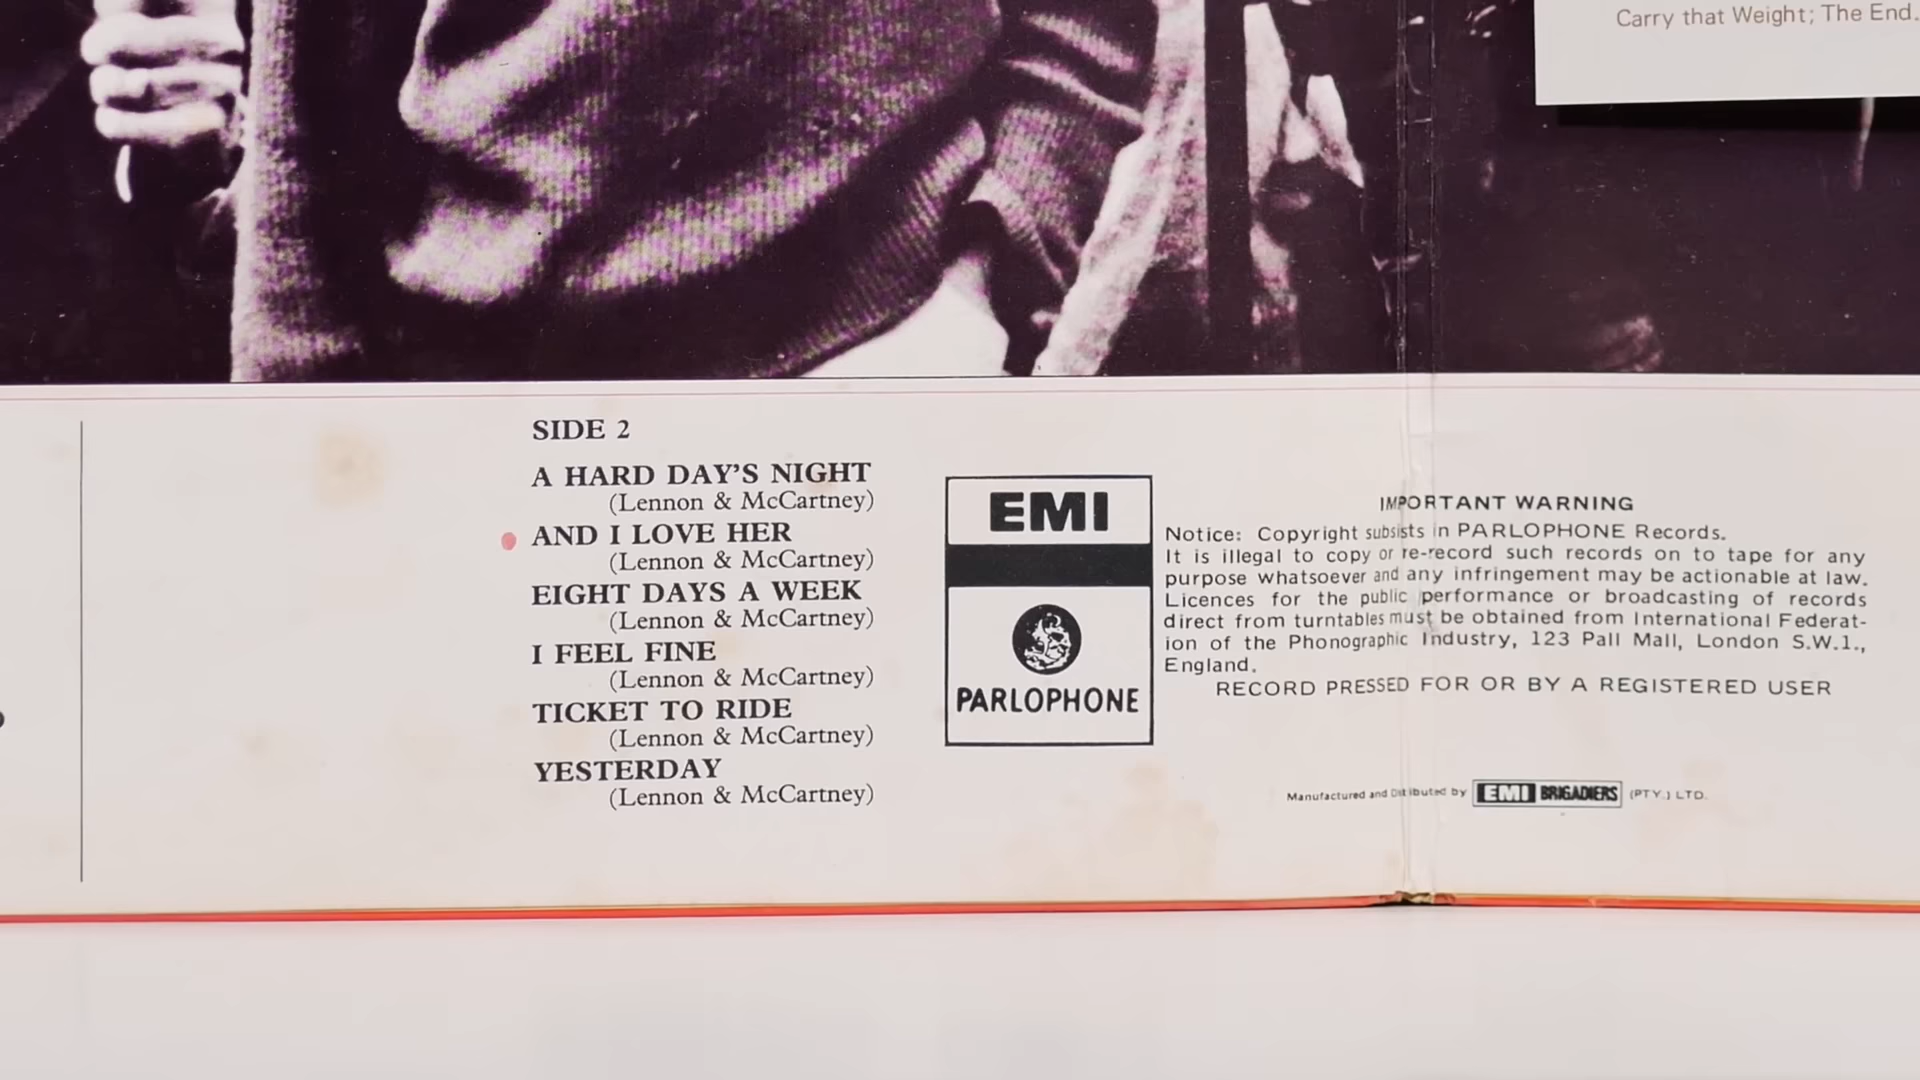 Carry that Weight; The End.
SIDE 2
A HARD DAY'S NIGHT
(Lennon & McCartney)
AND I LOVE HER
(Lennon & McCartney)
EIGHT DAYS A WEEK
(Lennon & McCartney)
I FEEL FINE
(Lennon & McCartney)
TICKET TO RIDE
(Lennon & McCartney)
YESTERDAY
(Lennon & McCartney)
EMI
PARLOPHONE
IMPORTANT WARNING
Notice: Copyright subsists in PARLOPHONE Records.
It is illegal to copy or re-record such records on to tape for any
purpose whatsoever and any infringement may be actionable at law.
Licences for the public performance or broadcasting of records
direct from turntables must be obtained from International Federat-
ion of the Phonographic Industry, 123 Pall Mall, London S.W.1.,
England.
RECORD PRESSED FOR OR BY A REGISTERED USER
Manufactured and Distributed by EMI BRIGADIERS (PTY.) LTD.